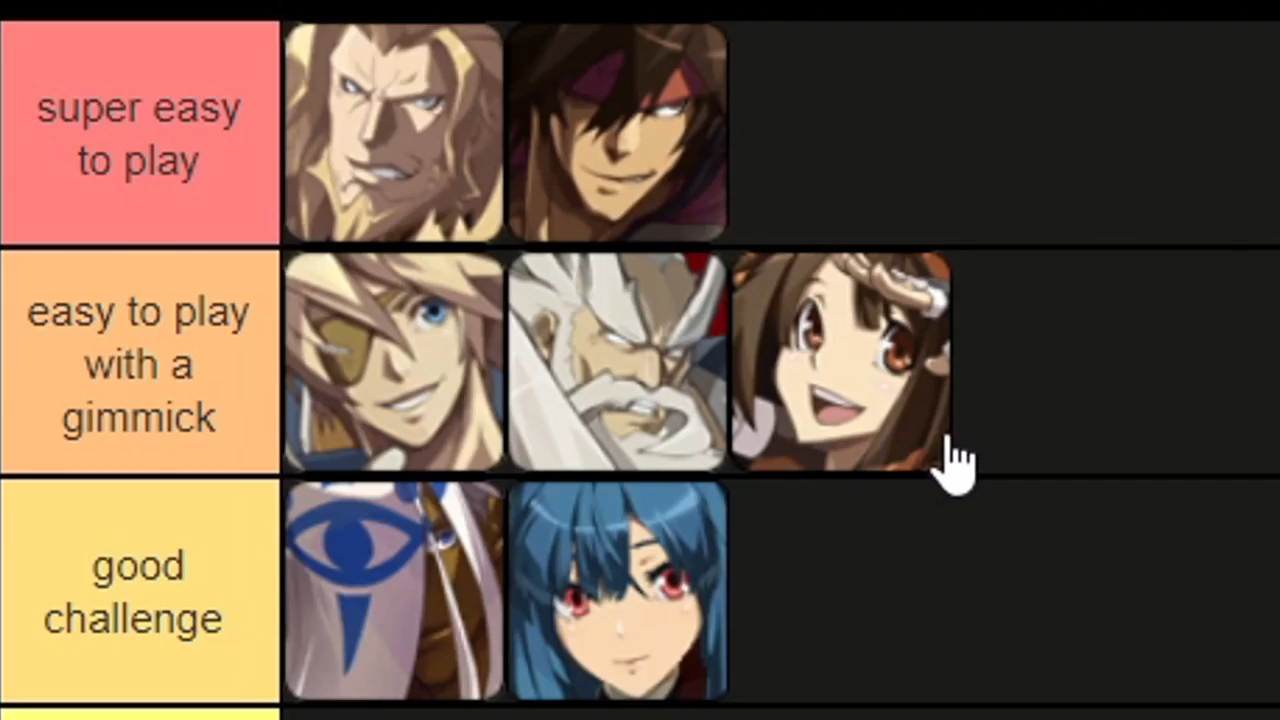 super easy
to play
easy to play
with a
gimmick
good
challenge